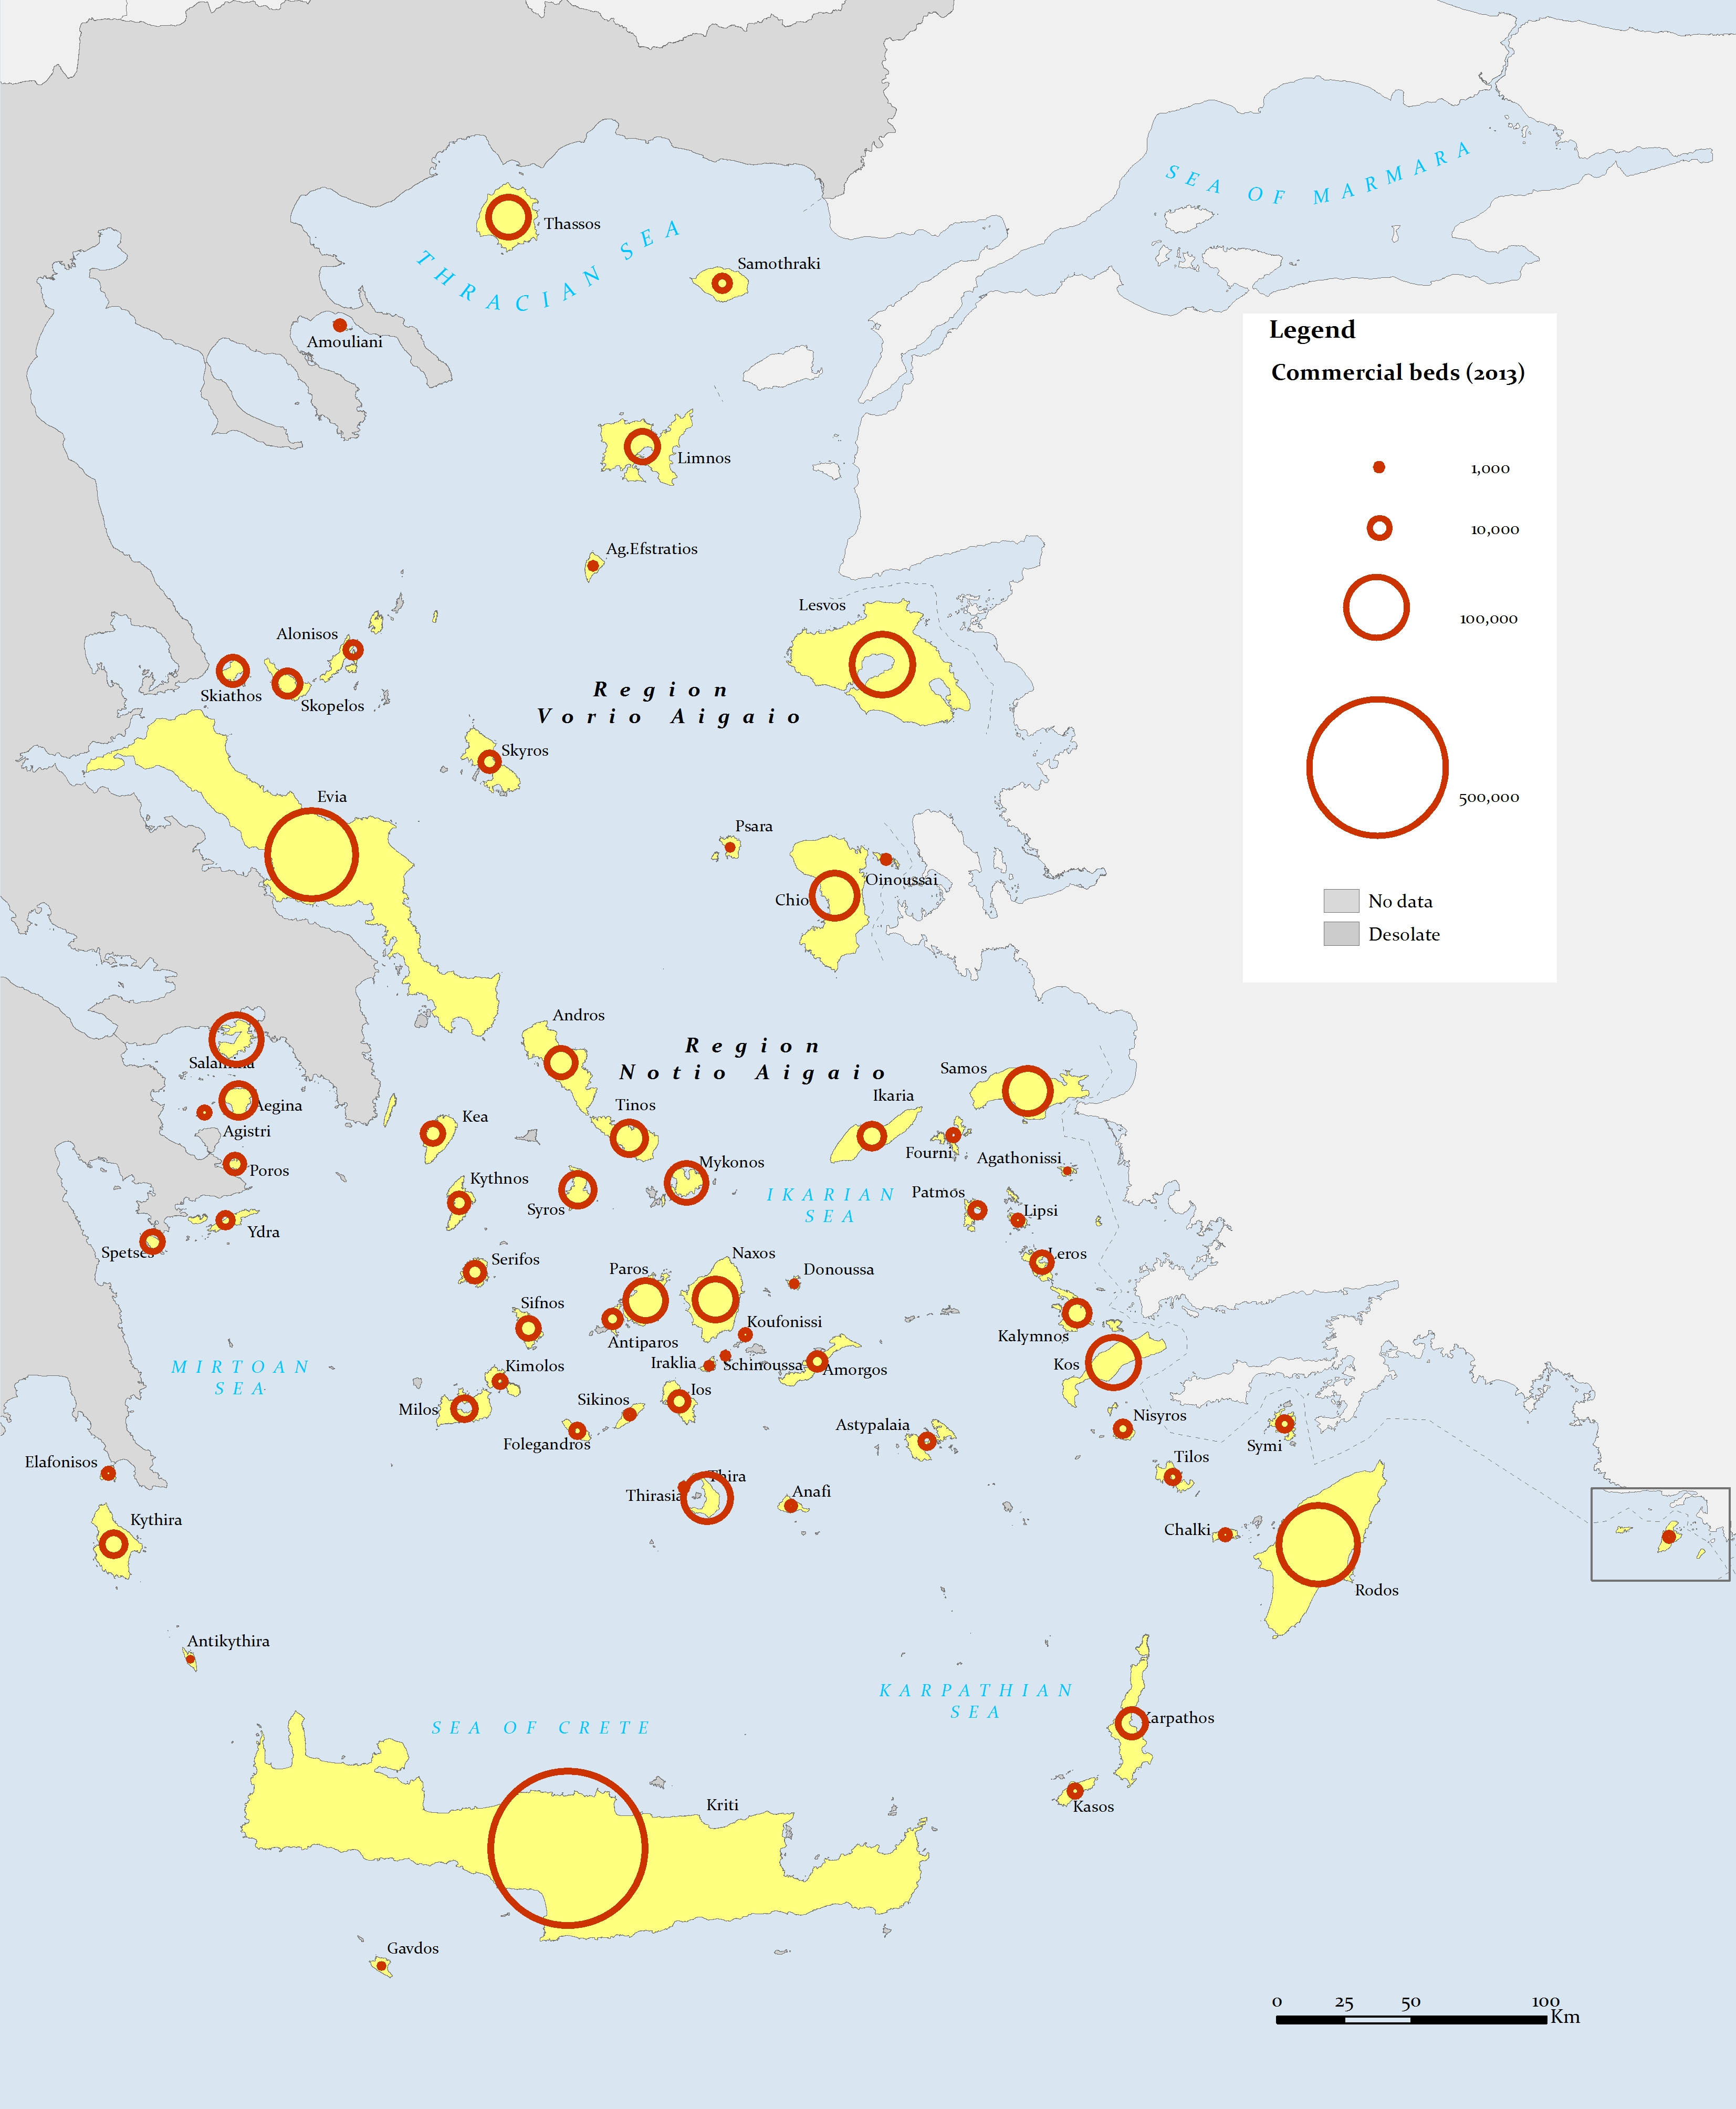 SEA OF MARMARA
Thassos
THRACIAN SEA
Samothraki
Amouliani
Legend
Commercial beds (2013)
1,000
10,000
100,000
500,000
No data
Desolate
Limnos
Ag.Efstratios
Lesvos
Alonisos
Skiathos
Skopelos
Region
Vorio Aigaio
Skyros
Evia
Psara
Oinoussai
Chio
Andros
Region
Notio Aigaio
Salamina
Samos
Ikaria
Aegina
Tinos
Kea
Agistri
Fourni
Agathonissi
Poros
Mykonos
Kythnos
Patmos
IKARIAN
SEA
Syros
Lipsi
Ydra
Spetses
Leros
Naxos
Serifos
Paros
Donoussa
Sifnos
Koufonissi
Antiparos
Kalymnos
Iraklia
Schinoussa
Kos
MIRTOAN
SEA
Kimolos
Amorgos
Ios
Sikinos
Milos
Nisyros
Astypalaia
Folegandros
Symi
Tilos
Elafonisos
Thira
Thirasia
Anafi
Kythira
Chalki
Rodos
Antikythira
KARPATHIAN
SEA
SEA OF CRETE
Karpathos
Kriti
Kasos
Gavdos
0 25 50 100
Km